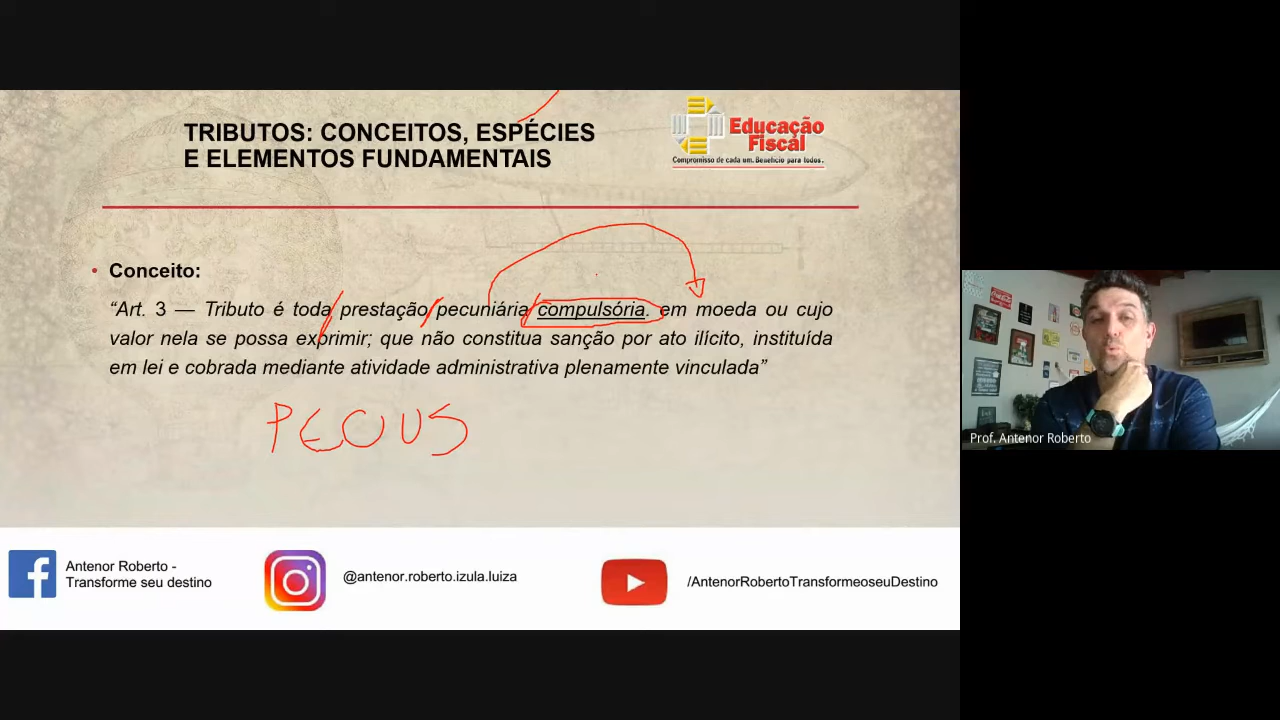 TRIBUTOS: CONCEITOS, ESPÉCIES
E ELEMENTOS FUNDAMENTAIS
Educação
Fiscal
Compromisso de cada um. Benefício para todos.
• Conceito:
“Art. 3 — Tributo é toda prestação pecuniária compulsória. em moeda ou cujo
valor nela se possa exprimir; que não constitua sanção por ato ilícito, instituída
em lei e cobrada mediante atividade administrativa plenamente vinculada”
PECUS
Antenor Roberto -
Transforme seu destino
@antenor.roberto.izula.luiza
/AntenorRobertoTransformeoseuDestino
Prof. Antenor Roberto